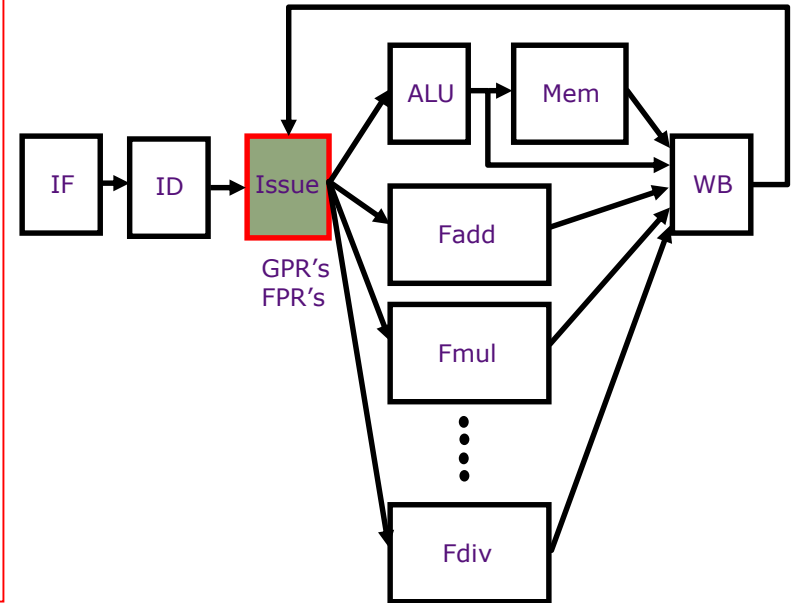 ALU
Mem
IF
ID
Issue
WB
Fadd
GPR's
FPR's
Fmul
Fdiv